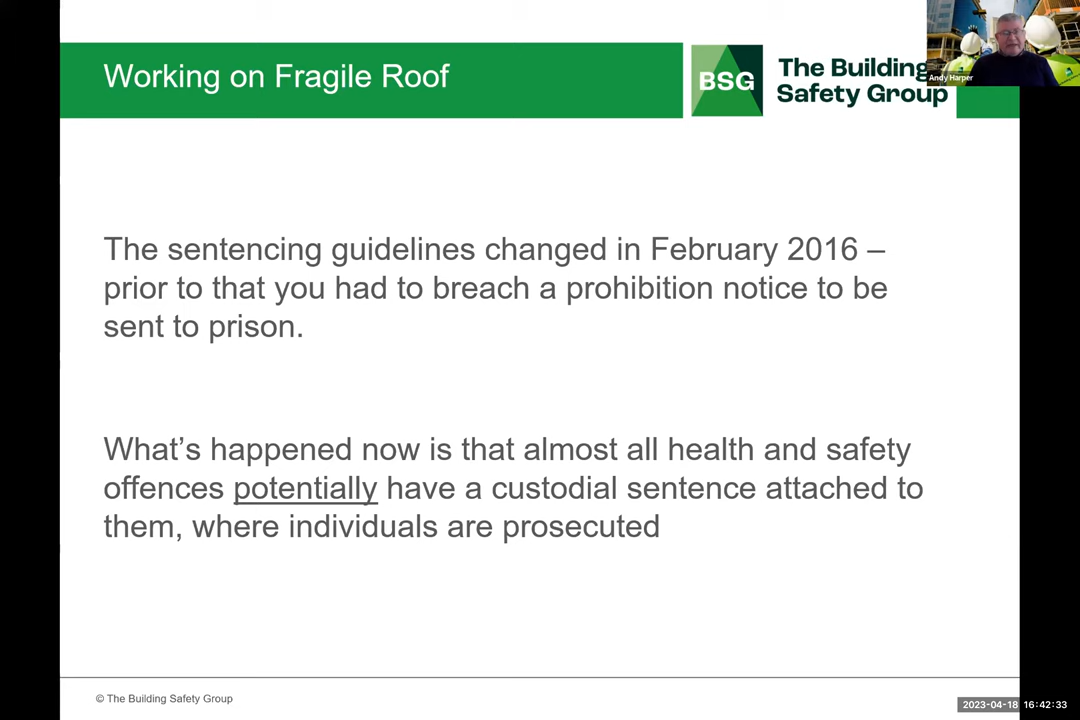 Working on Fragile Roof
BSG
The Building
Safety Group
Andy Harper
The sentencing guidelines changed in February 2016 –
prior to that you had to breach a prohibition notice to be
sent to prison.
What’s happened now is that almost all health and safety
offences potentially have a custodial sentence attached to
them, where individuals are prosecuted
© The Building Safety Group
2023-04-18 16:42:33